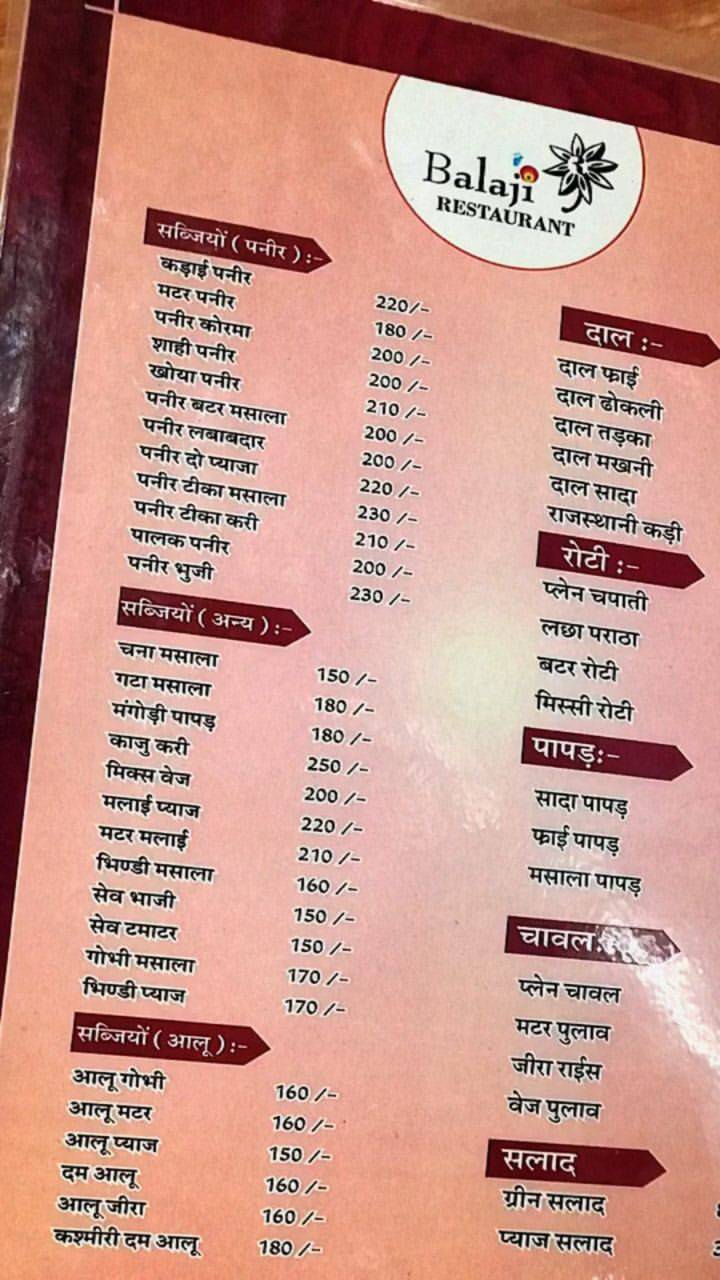 Balaji
RESTAURANT
सब्जियों ( पनीर ) :-
कड़ाई पनीर 220/-
मटर पनीर 180 /-
पनीर कोरमा 200 /-
शाही पनीर 200 /-
खोया पनीर 210 /-
पनीर बटर मसाला 200 /-
पनीर लबाबदार 200 /-
पनीर दो प्याजा 220 /-
पनीर टीका मसाला 230 /-
पनीर टीका करी 210 /-
पालक पनीर 200 /-
पनीर भुजी 230 /-
सब्जियों ( अन्य ) :-
चना मसाला 150 /-
गटा मसाला 180 /-
मंगोड़ी पापड़ 180 /-
काजु करी 250 /-
मिक्स वेज 200 /-
मलाई प्याज 220 /-
मटर मलाई 210 /-
भिण्डी मसाला 160 /-
सेव भाजी 150 /-
सेव टमाटर 150 /-
गोभी मसाला 170 /-
भिण्डी प्याज 170 /-
सब्जियों ( आलू ) :-
आलू गोभी 160 /-
आलू मटर 160 /-
आलू प्याज 150 /-
दम आलू 160 /-
आलू जीरा 160 /-
कश्मीरी दम आलू 180 /-
दाल :-
दाल फ्राई
दाल ढोकली
दाल तड़का
दाल मखनी
दाल सादा
राजस्थानी कड़ी
रोटी :-
प्लेन चपाती
लछा पराठा
बटर रोटी
मिस्सी रोटी
पापड़ः-
सादा पापड़
फ्राई पापड़
मसाला पापड़
चावलः-
प्लेन चावल
मटर पुलाव
जीरा राईस
वेज पुलाव
सलाद
ग्रीन सलाद
प्याज सलाद